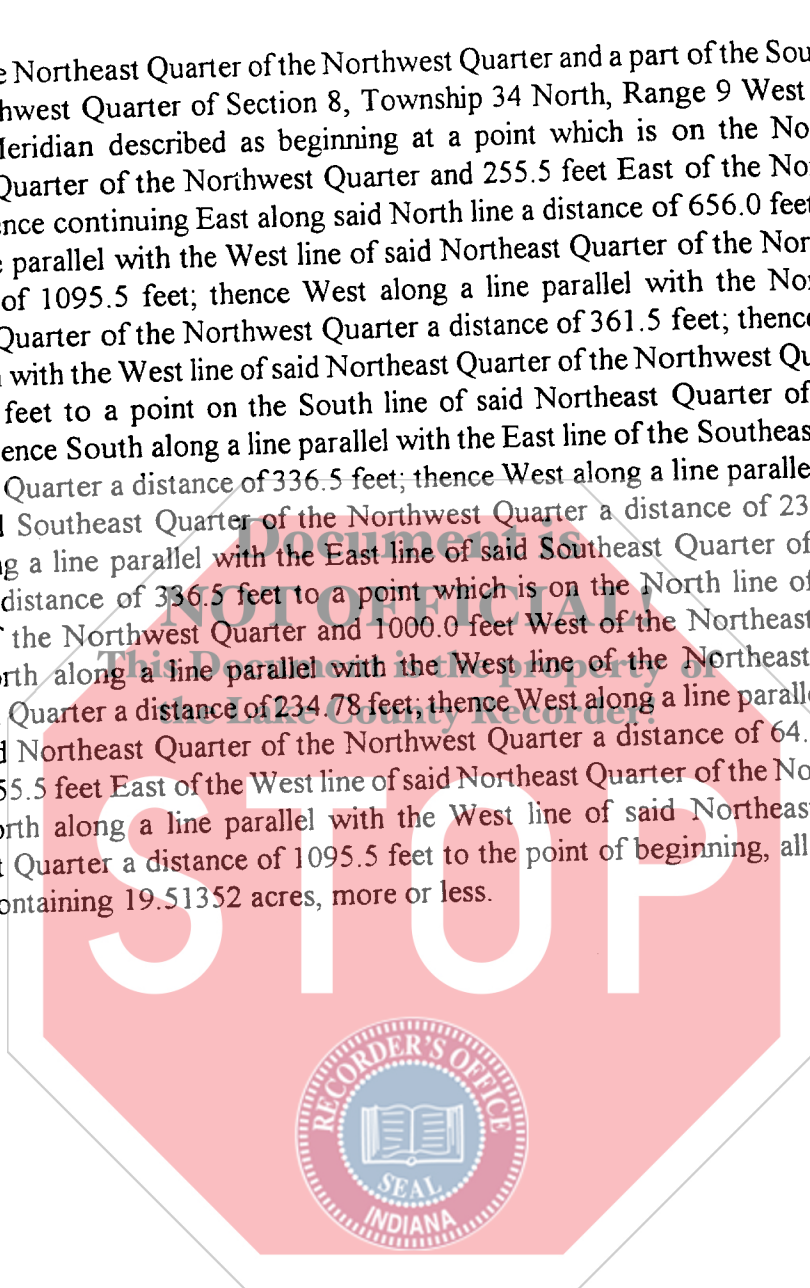 e Northeast Quarter of the Northwest Quarter and a part of the Sou
hwest Quarter of Section 8, Township 34 North, Range 9 West
Meridian described as beginning at a point which is on the No
Quarter of the Northwest Quarter and 255.5 feet East of the No
nce continuing East along said North line a distance of 656.0 feet
e parallel with the West line of said Northeast Quarter of the Nor
of 1095.5 feet; thence West along a line parallel with the No
Quarter of the Northwest Quarter a distance of 361.5 feet; thence
with the West line of said Northeast Quarter of the Northwest Qu
feet to a point on the South line of said Northeast Quarter of
ence South along a line parallel with the East line of the Southeas
Quarter a distance of 336.5 feet; thence West along a line paralle
d Southeast Quarter of the Northwest Quarter a distance of 23
ng a line parallel with the East line of said Southeast Quarter of
distance of 336.5 feet to a point which is on the North line of
f the Northwest Quarter and 1000.0 feet West of the Northeast
rth along a line parallel with the West line of the Northeast
Quarter a distance of 234.78 feet; thence West along a line paralle
d Northeast Quarter of the Northwest Quarter a distance of 64.
55.5 feet East of the West line of said Northeast Quarter of the No
orth along a line parallel with the West line of said Northeast
t Quarter a distance of 1095.5 feet to the point of beginning, all
ontaining 19.51352 acres, more or less.
Document is
NOT OFFICIAL!
This Document is the property of
the Lake County Recorder!
STOP
RECORDER'S OFFICE
SEAL
INDIANA